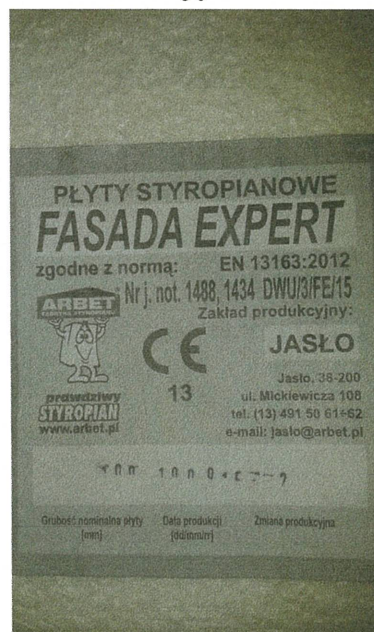 PŁYTY STYROPIANOWE
FASADA EXPERT
zgodne z normą: EN 13163:2012
Nr j. not. 1488, 1434 DWU/3/FE/15
ARBET
FABRYKA STYROPIANU
Zakład produkcyjny:
CE
JASŁO
13
Jasło, 38-200
ul. Mickiewicza 108
tel. (13) 491 50 61÷62
e-mail: jaslo@arbet.pl
prawdziwy
STYROPIAN
www.arbet.pl
Grubość nominalna płyty
[mm]
Data produkcji
[dd/mm/rr]
Zmiana produkcyjna